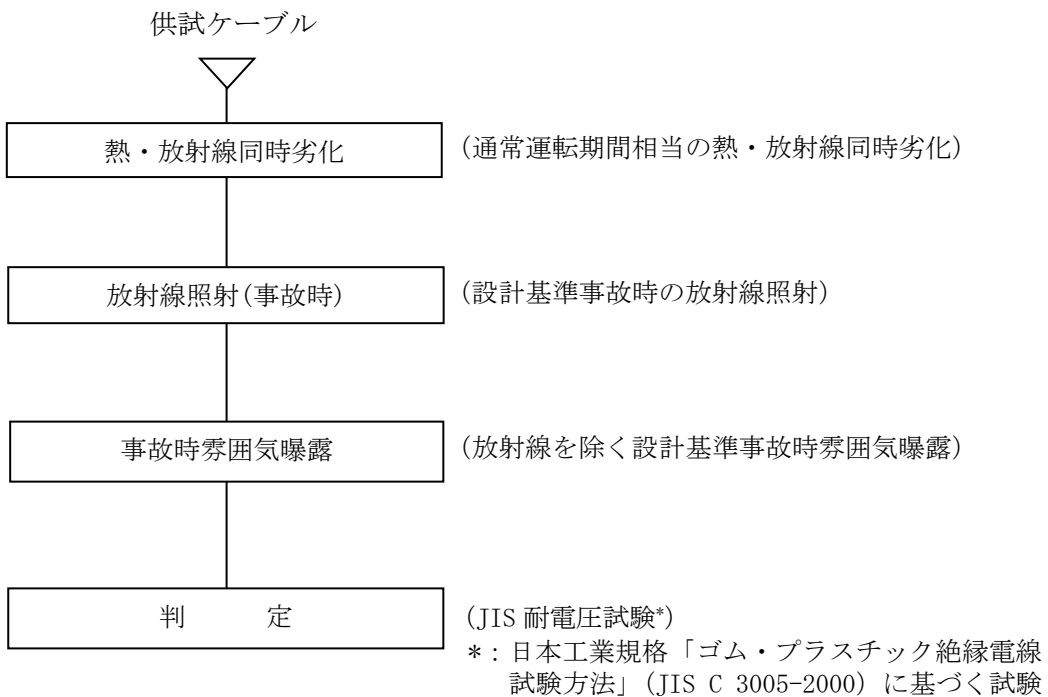 供試ケーブル
熱・放射線同時劣化
(通常運転期間相当の熱・放射線同時劣化)
放射線照射(事故時)
(設計基準事故時の放射線照射)
事故時雰囲気曝露
(放射線を除く設計基準事故時雰囲気曝露)
判　　　定
(JIS 耐電圧試験*)
*：日本工業規格「ゴム・プラスチック絶縁電線
試験方法」(JIS C 3005-2000) に基づく試験